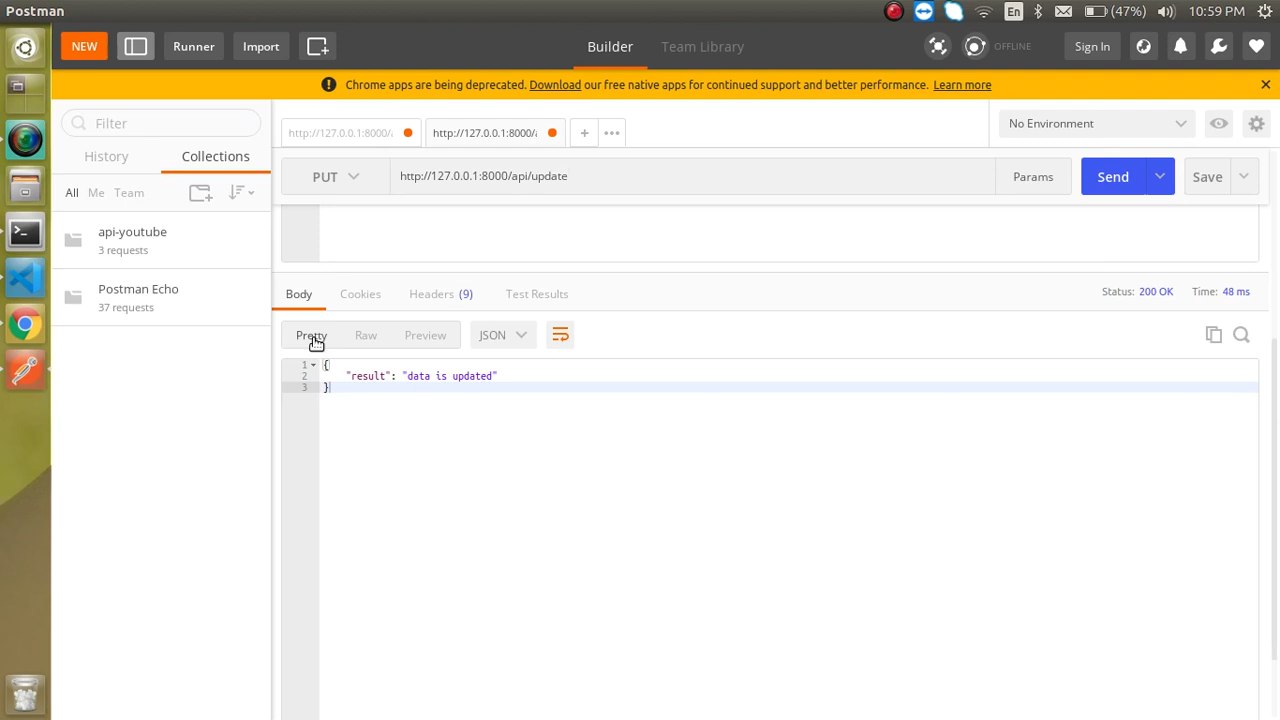 Postman
En
(47%)
10:59 PM
NEW
Runner
Import
Builder
Team Library
OFFLINE
Sign In
Chrome apps are being deprecated. Download our free native apps for continued support and better performance. Learn more
Filter
http://127.0.0.1:8000/
http://127.0.0.1:8000/
No Environment
History
Collections
PUT
http://127.0.0.1:8000/api/update
Params
Send
Save
All
Me
Team
api-youtube
3 requests
Postman Echo
37 requests
Body
Cookies
Headers (9)
Test Results
Status: 200 OK
Time: 48 ms
Pretty
Raw
Preview
JSON
1 {
2 "result": "data is updated"
3 }